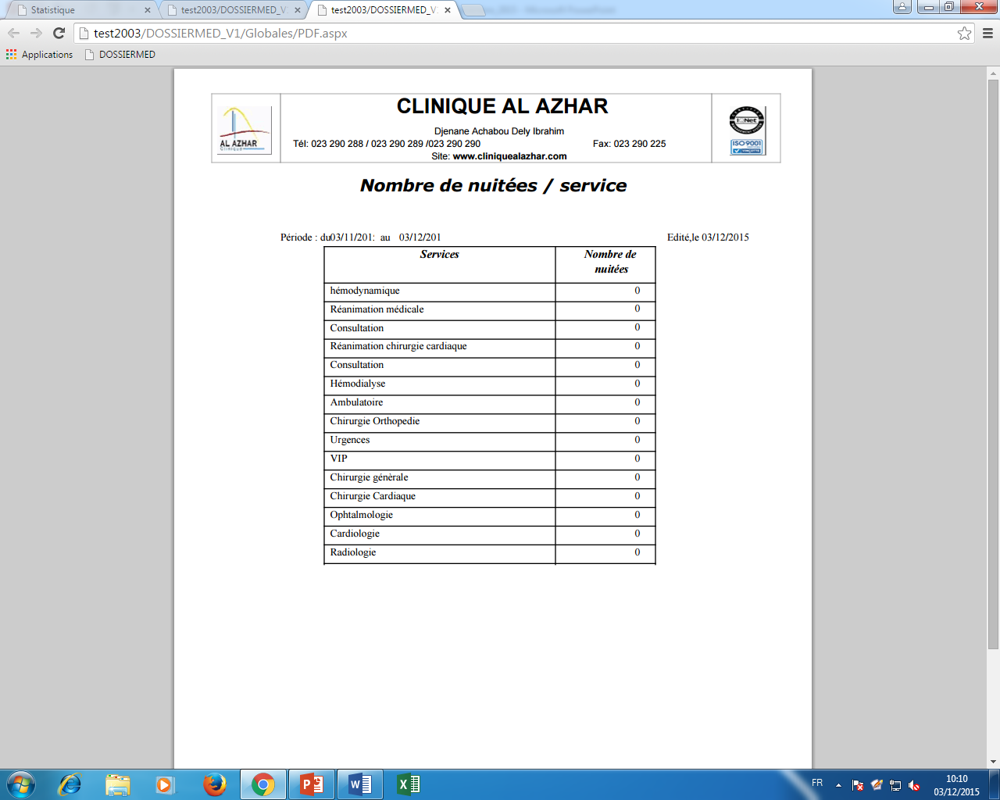 Statistique
test2003/DOSSIERMED_V
test2003/DOSSIERMED_V
test2003/DOSSIERMED_V1/Globales/PDF.aspx
Applications
DOSSIERMED
CLINIQUE AL AZHAR
Djenane Achabou Dely Ibrahim
Tél: 023 290 288 / 023 290 289 /023 290 290 Fax: 023 290 225
Site: www.cliniquealazhar.com
AL AZHAR
Clinique
IQNet
ISO 9001
Nombre de nuitées / service
Période : du03/11/201: au 03/12/201 Edité,le 03/12/2015
Services Nombre de
nuitées
hémodynamique 0
Réanimation médicale 0
Consultation 0
Réanimation chirurgie cardiaque 0
Consultation 0
Hémodialyse 0
Ambulatoire 0
Chirurgie Orthopedie 0
Urgences 0
VIP 0
Chirurgie génèrale 0
Chirurgie Cardiaque 0
Ophtalmologie 0
Cardiologie 0
Radiologie 0
FR
10:10
03/12/2015